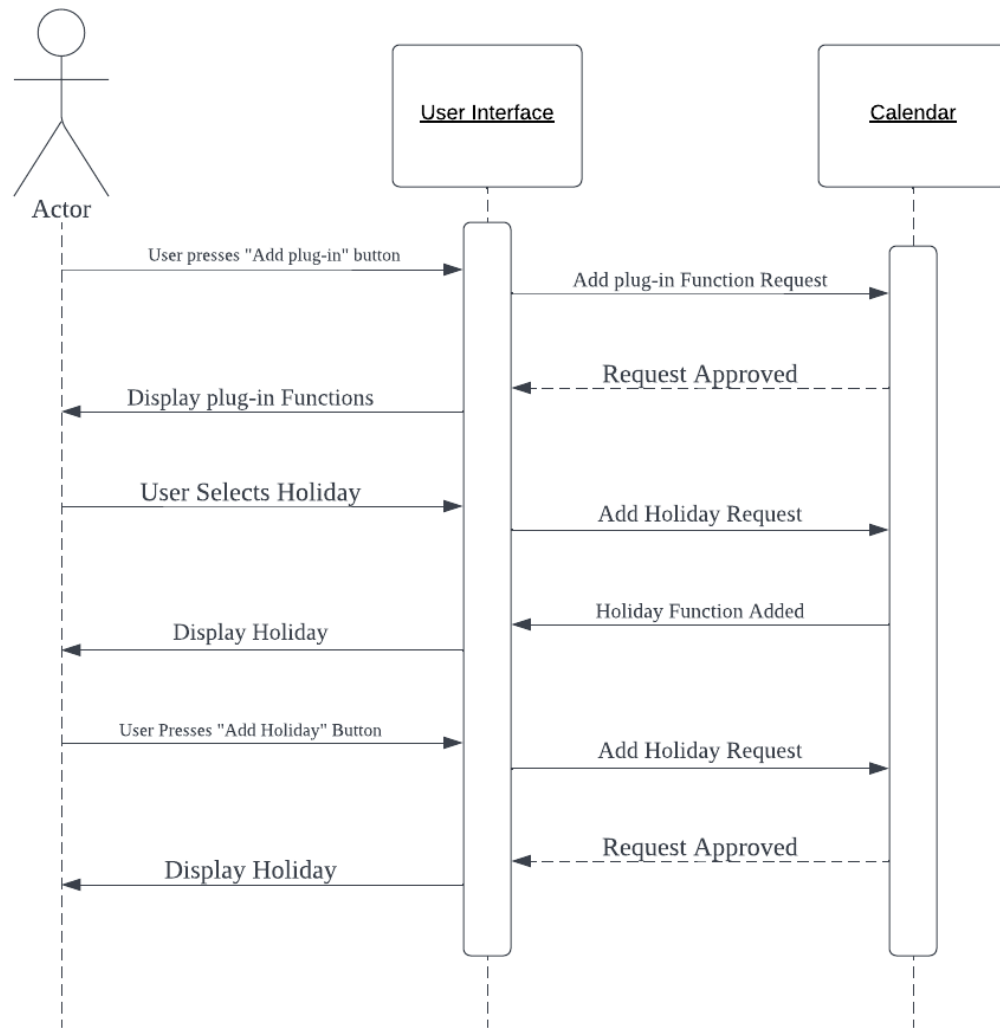 User Interface
Calendar
Actor
User presses "Add plug-in" button
Add plug-in Function Request
Request Approved
Display plug-in Functions
User Selects Holiday
Add Holiday Request
Holiday Function Added
Display Holiday
User Presses "Add Holiday" Button
Add Holiday Request
Request Approved
Display Holiday